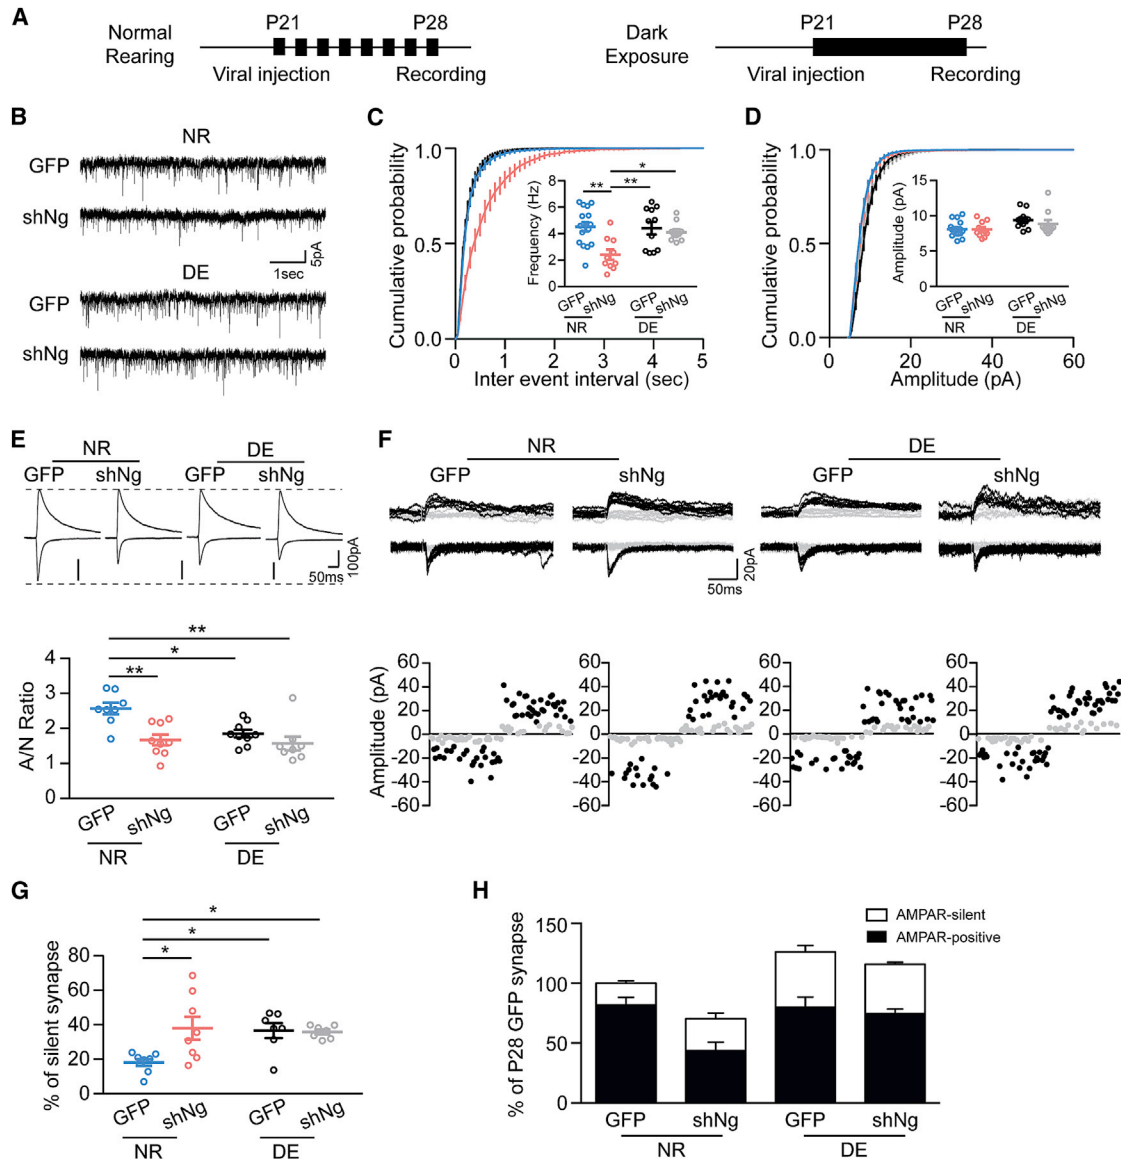 A
Normal
Rearing
P21
P28
Viral injection
Recording
Dark
Exposure
P21
P28
Viral injection
Recording
B
NR
GFP
shNg
1sec
5pA
DE
GFP
shNg
C
Cumulative probability
1.0
0.0
0 1 2 3 4 5
Inter event interval (sec)
Frequency (Hz)
8
6
4
2
0
**
**
*
GFP shNg
NR
GFP shNg
DE
D
Cumulative probability
1.0
0.0
0 20 40 60
Amplitude (pA)
Amplitude (pA)
15
10
5
0
GFP shNg
NR
GFP shNg
DE
E
NR
DE
GFP shNg GFP shNg
50ms
100pA
A/N Ratio
4
3
2
1
0
**
*
**
GFP shNg
NR
GFP shNg
DE
F
NR
DE
GFP shNg GFP shNg
50ms
20pA
Amplitude (pA)
60
40
20
0
-20
-40
-60
60
40
20
0
-20
-40
-60
60
40
20
0
-20
-40
-60
60
40
20
0
-20
-40
-60
G
% of silent synapse
80
60
40
20
0
*
*
*
GFP shNg
NR
GFP shNg
DE
H
% of P28 GFP synapse
150
100
50
0
AMPAR-silent
AMPAR-positive
GFP shNg GFP shNg
NR DE